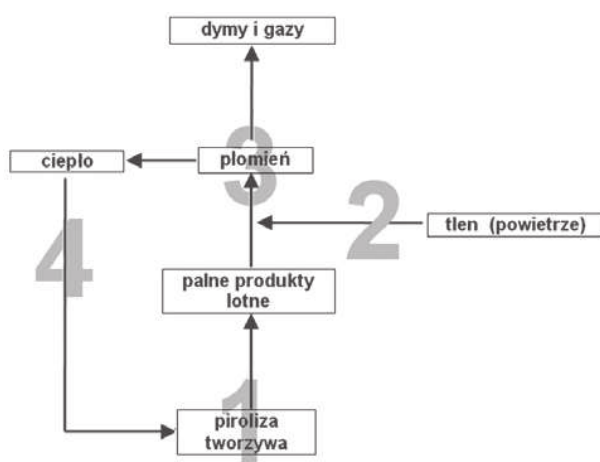 dymy i gazy
3
ciepło
płomień
2
tlen (powietrze)
4
palne produkty
lotne
1
piroliza
tworzywa